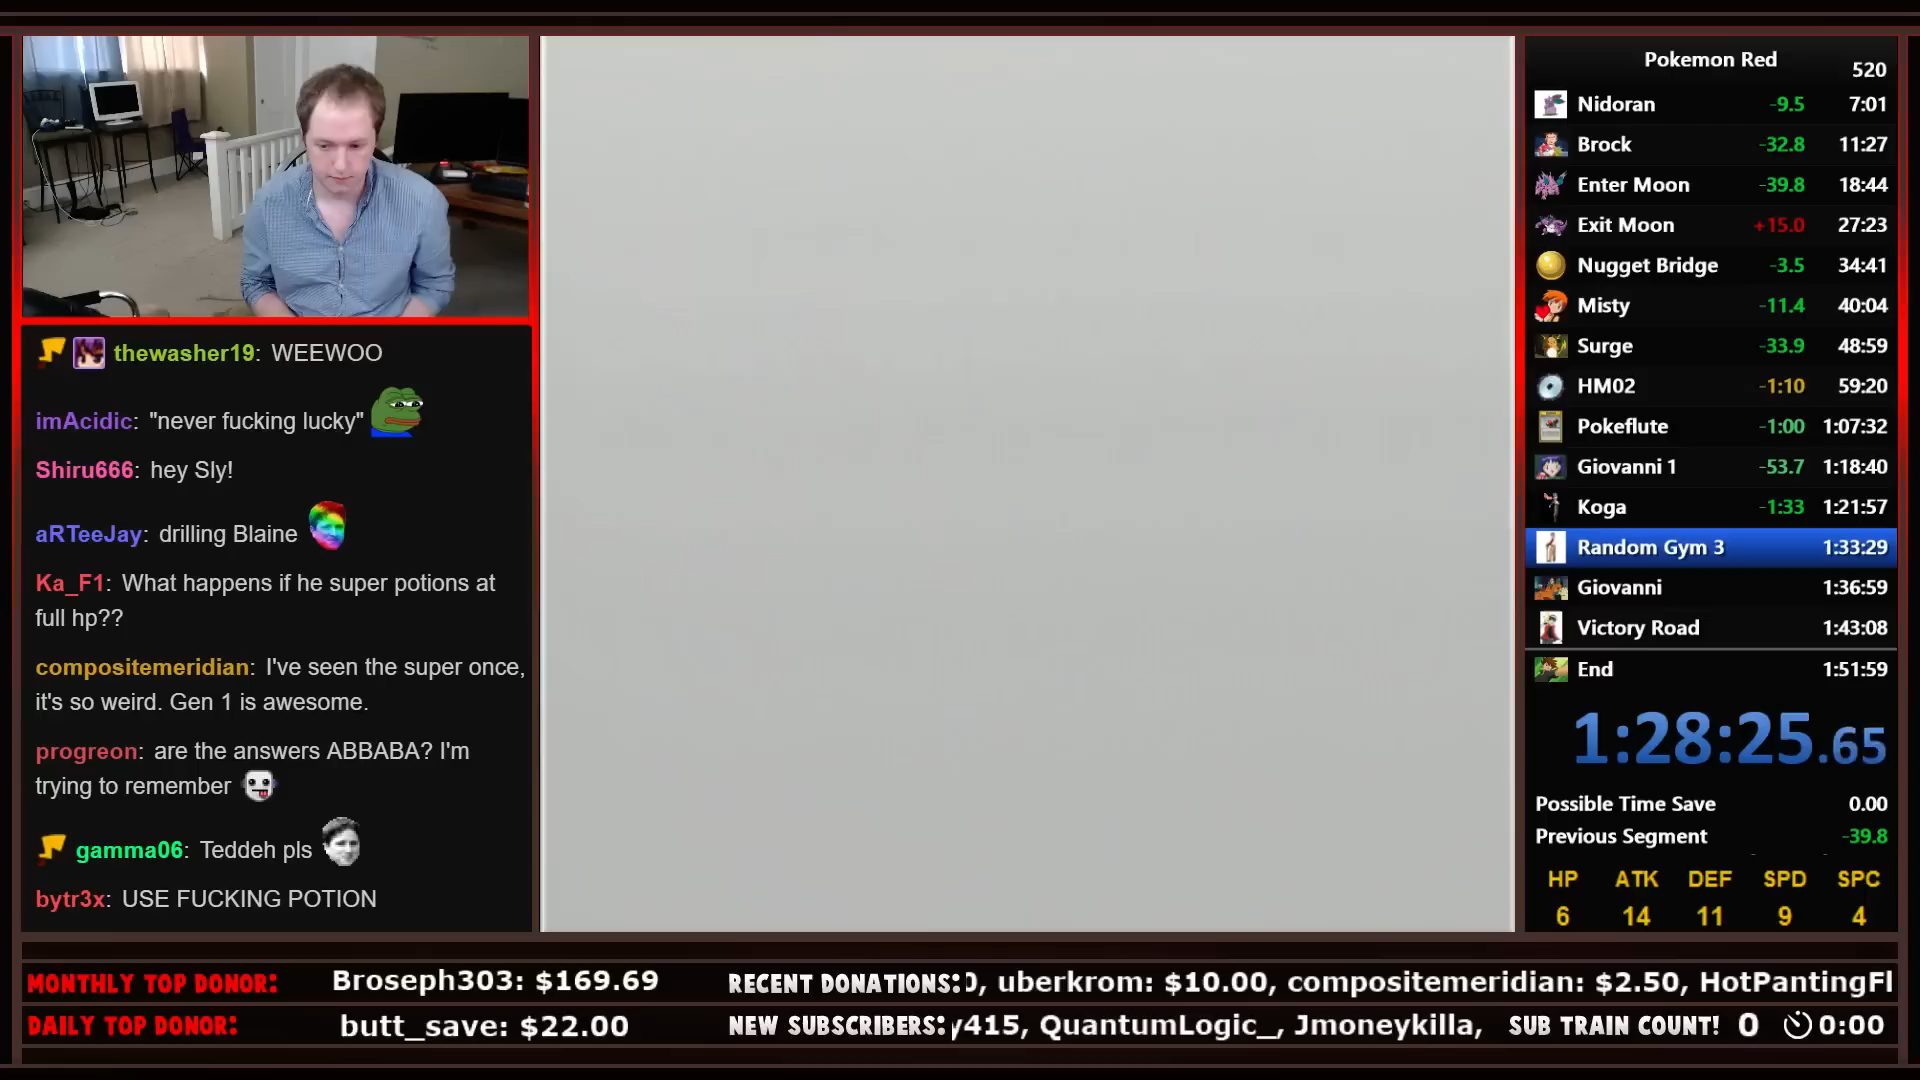 thewasher19: WEEWOO
imAcidic: "never fucking lucky"
Shiru666: hey Sly!
aRTeeJay: drilling Blaine
Ka_F1: What happens if he super potions at
full hp??
compositemeridian: I've seen the super once,
it's so weird. Gen 1 is awesome.
progreon: are the answers ABBABA? I'm
trying to remember
gamma06: Teddeh pls
bytr3x: USE FUCKING POTION
Pokemon Red 520
Nidoran -9.5 7:01
Brock -32.8 11:27
Enter Moon -39.8 18:44
Exit Moon +15.0 27:23
Nugget Bridge -3.5 34:41
Misty -11.4 40:04
Surge -33.9 48:59
HM02 -1:10 59:20
Pokeflute -1:00 1:07:32
Giovanni 1 -53.7 1:18:40
Koga -1:33 1:21:57
Random Gym 3 1:33:29
Giovanni 1:36:59
Victory Road 1:43:08
End 1:51:59
1:28:25.65
Possible Time Save 0.00
Previous Segment -39.8
HP ATK DEF SPD SPC
6 14 11 9 4
MONTHLY TOP DONOR: Broseph303: $169.69 RECENT DONATIONS: 0, uberkrom: $10.00, compositemeridian: $2.50, HotPantingFl
DAILY TOP DONOR: butt_save: $22.00 NEW SUBSCRIBERS: y415, QuantumLogic_, Jmoneykilla, SUB TRAIN COUNT! 0 0:00